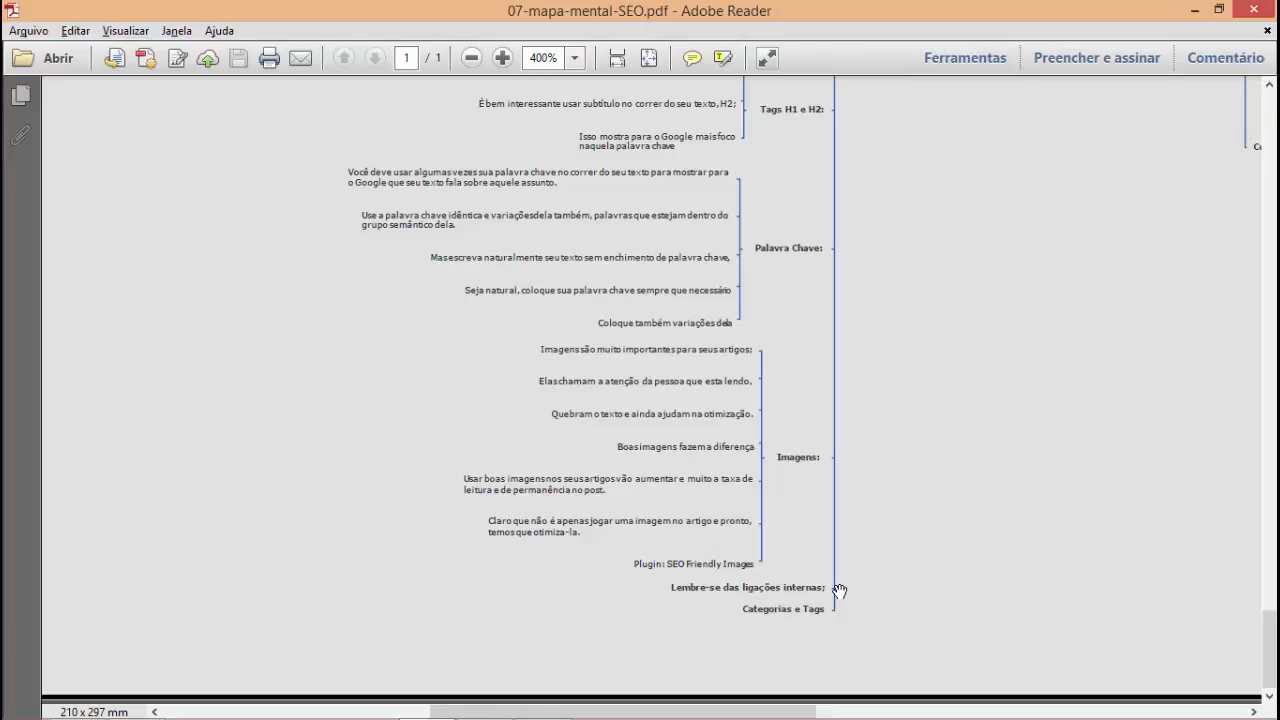 07-mapa-mental-SEO.pdf - Adobe Reader
Arquivo Editar Visualizar Janela Ajuda
Abrir 1 / 1 400% Ferramentas Preencher e assinar Comentário
É bem interessante usar subtítulo no correr do seu texto, H2;
Tags H1 e H2:
Isso mostra para o Google mais foco
naquela palavra chave
Você deve usar algumas vezes sua palavra chave no correr do seu texto para mostrar para
o Google que seu texto fala sobre aquele assunto.
Use a palavra chave idêntica e variações dela também, palavras que estejam dentro do
grupo semântico dela.
Palavra Chave:
Mas escreva naturalmente seu texto sem enchimento de palavra chave,
Seja natural, coloque sua palavra chave sempre que necessário
Coloque também variações dela
Imagens são muito importantes para seus artigos;
Elas chamam a atenção da pessoa que esta lendo.
Quebram o texto e ainda ajudam na otimização.
Boas imagens fazem a diferença
Imagens:
Usar boas imagens nos seus artigos vão aumentar e muito a taxa de
leitura e de permanência no post.
Claro que não é apenas jogar uma imagem no artigo e pronto,
temos que otimiza-la.
Plugin: SEO Friendly Images
Lembre-se das ligações internas;
Categorias e Tags
210 x 297 mm